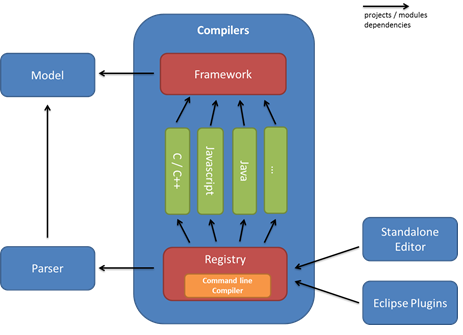 projects / modules
dependencies
Compilers
Model
Framework
C / C++
Javascript
Java
...
Registry
Command line
Compiler
Parser
Standalone
Editor
Eclipse Plugins